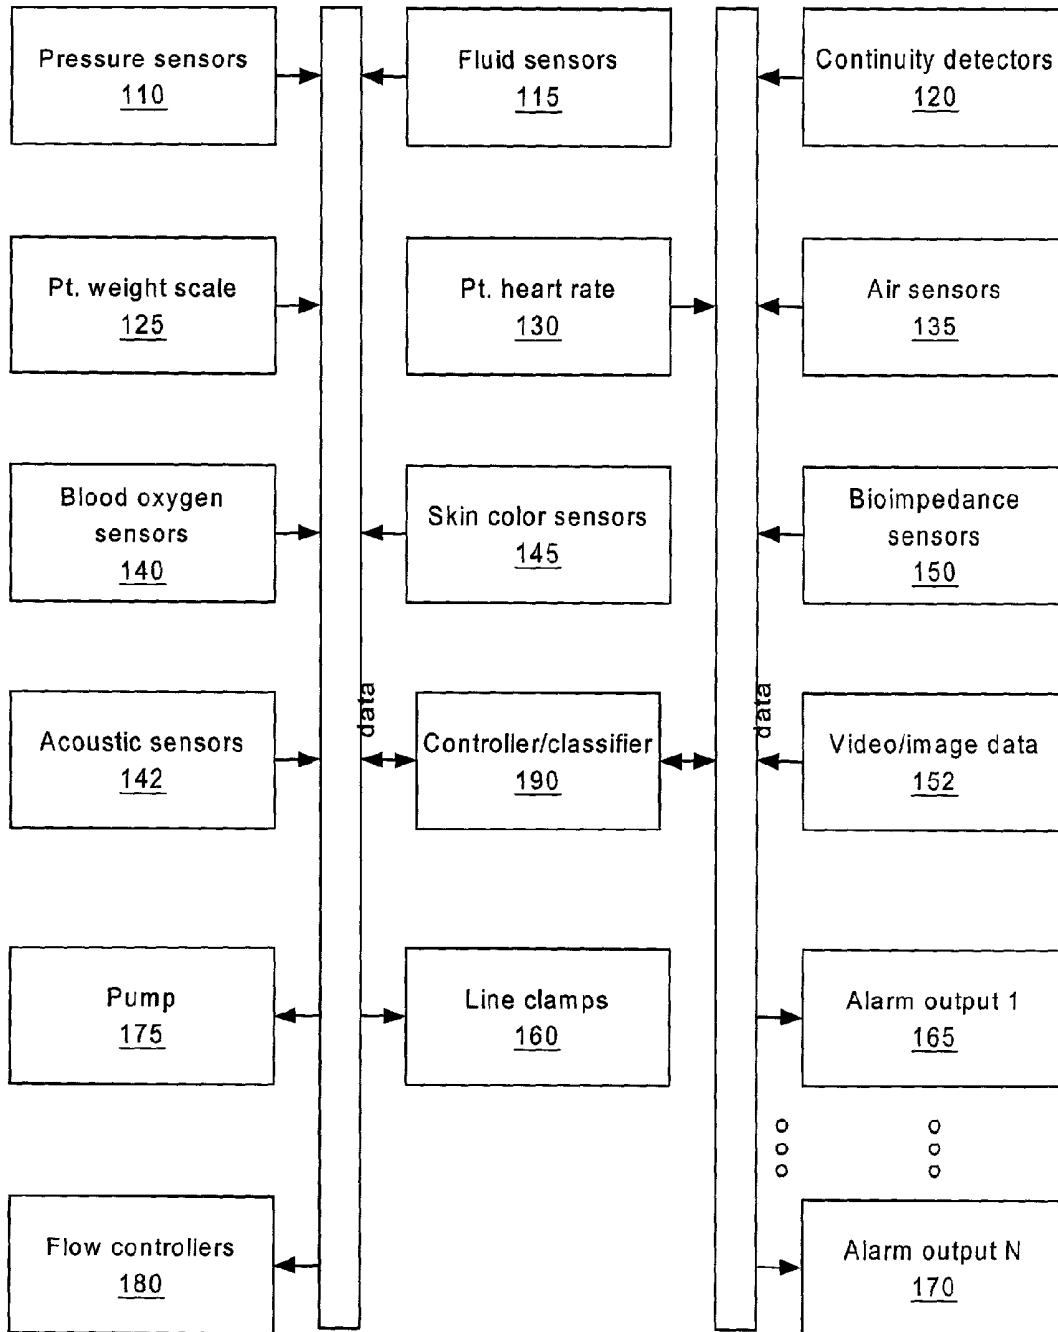 Pressure sensors
110
Fluid sensors
115
Continuity detectors
120
Pt. weight scale
125
Pt. heart rate
130
Air sensors
135
Blood oxygen
sensors
140
Skin color sensors
145
Bioimpedance
sensors
150
Acoustic sensors
142
data
Controller/classifier
190
data
Video/image data
152
Pump
175
Line clamps
160
Alarm output 1
165
Flow controllers
180
Alarm output N
170